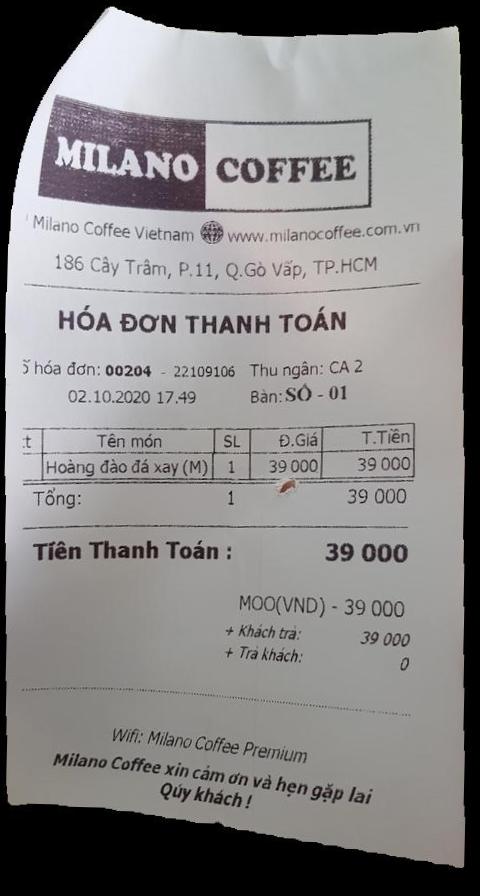 MILANO COFFEE
Milano Coffee Vietnam www.milanocoffee.com.vn
186 Cây Trâm, P.11, Q.Gò Vấp, TP.HCM
HÓA ĐƠN THANH TOÁN
ố hóa đơn: 00204 - 22109106 Thu ngân: CA 2
02.10.2020 17.49 Bàn: SỐ - 01
t Tên món SL Đ.Giá T.Tiền
Hoàng đào đá xay (M) 1 39 000 39 000
Tổng: 1 39 000
Tiền Thanh Toán : 39 000
MOO(VND) - 39 000
+ Khách trả: 39 000
+ Trả khách: 0
Wifi: Milano Coffee Premium
Milano Coffee xin cảm ơn và hẹn gặp lại
Qúy khách !